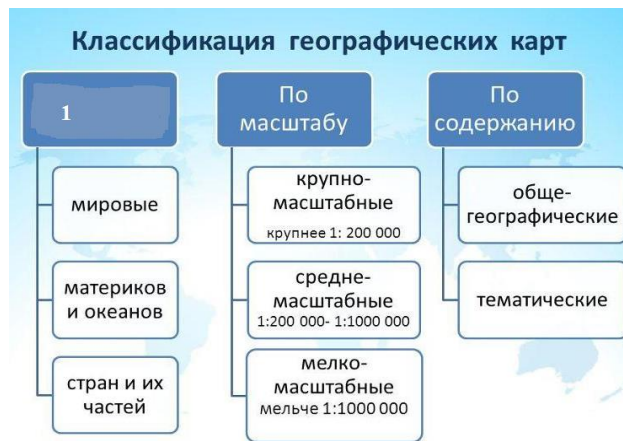 Классификация географических карт
1
мировые
материков
и океанов
стран и их
частей
По
масштабу
крупно-
масштабные
крупнее 1: 200 000
средне-
масштабные
1:200 000- 1:1000 000
мелко-
масштабные
мельче 1:1000 000
По
содержанию
обще-
географические
тематические